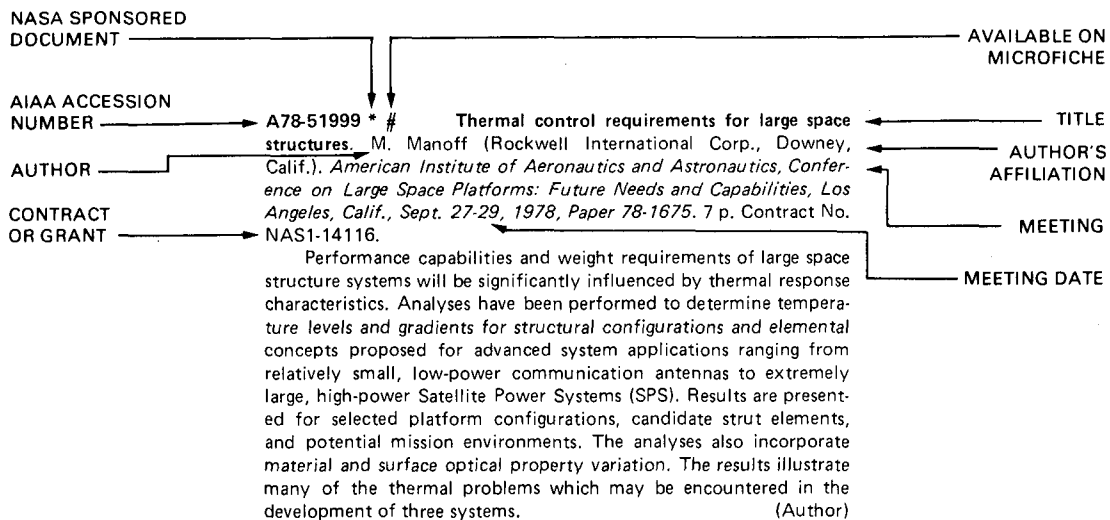 NASA SPONSORED
DOCUMENT
AVAILABLE ON
MICROFICHE
AIAA ACCESSION
NUMBER
A78-51999 * # Thermal control requirements for large space
TITLE
structures. M. Manoff (Rockwell International Corp., Downey,
AUTHOR
Calif.). American Institute of Aeronautics and Astronautics, Confer-
AUTHOR'S
AFFILIATION
ence on Large Space Platforms: Future Needs and Capabilities, Los
Angeles, Calif., Sept. 27-29, 1978, Paper 78-1675. 7 p. Contract No.
CONTRACT
OR GRANT
NAS1-14116.
MEETING
MEETING DATE
Performance capabilities and weight requirements of large space
structure systems will be significantly influenced by thermal response
characteristics. Analyses have been performed to determine tempera-
ture levels and gradients for structural configurations and elemental
concepts proposed for advanced system applications ranging from
relatively small, low-power communication antennas to extremely
large, high-power Satellite Power Systems (SPS). Results are present-
ed for selected platform configurations, candidate strut elements,
and potential mission environments. The analyses also incorporate
material and surface optical property variation. The results illustrate
many of the thermal problems which may be encountered in the
development of three systems. (Author)